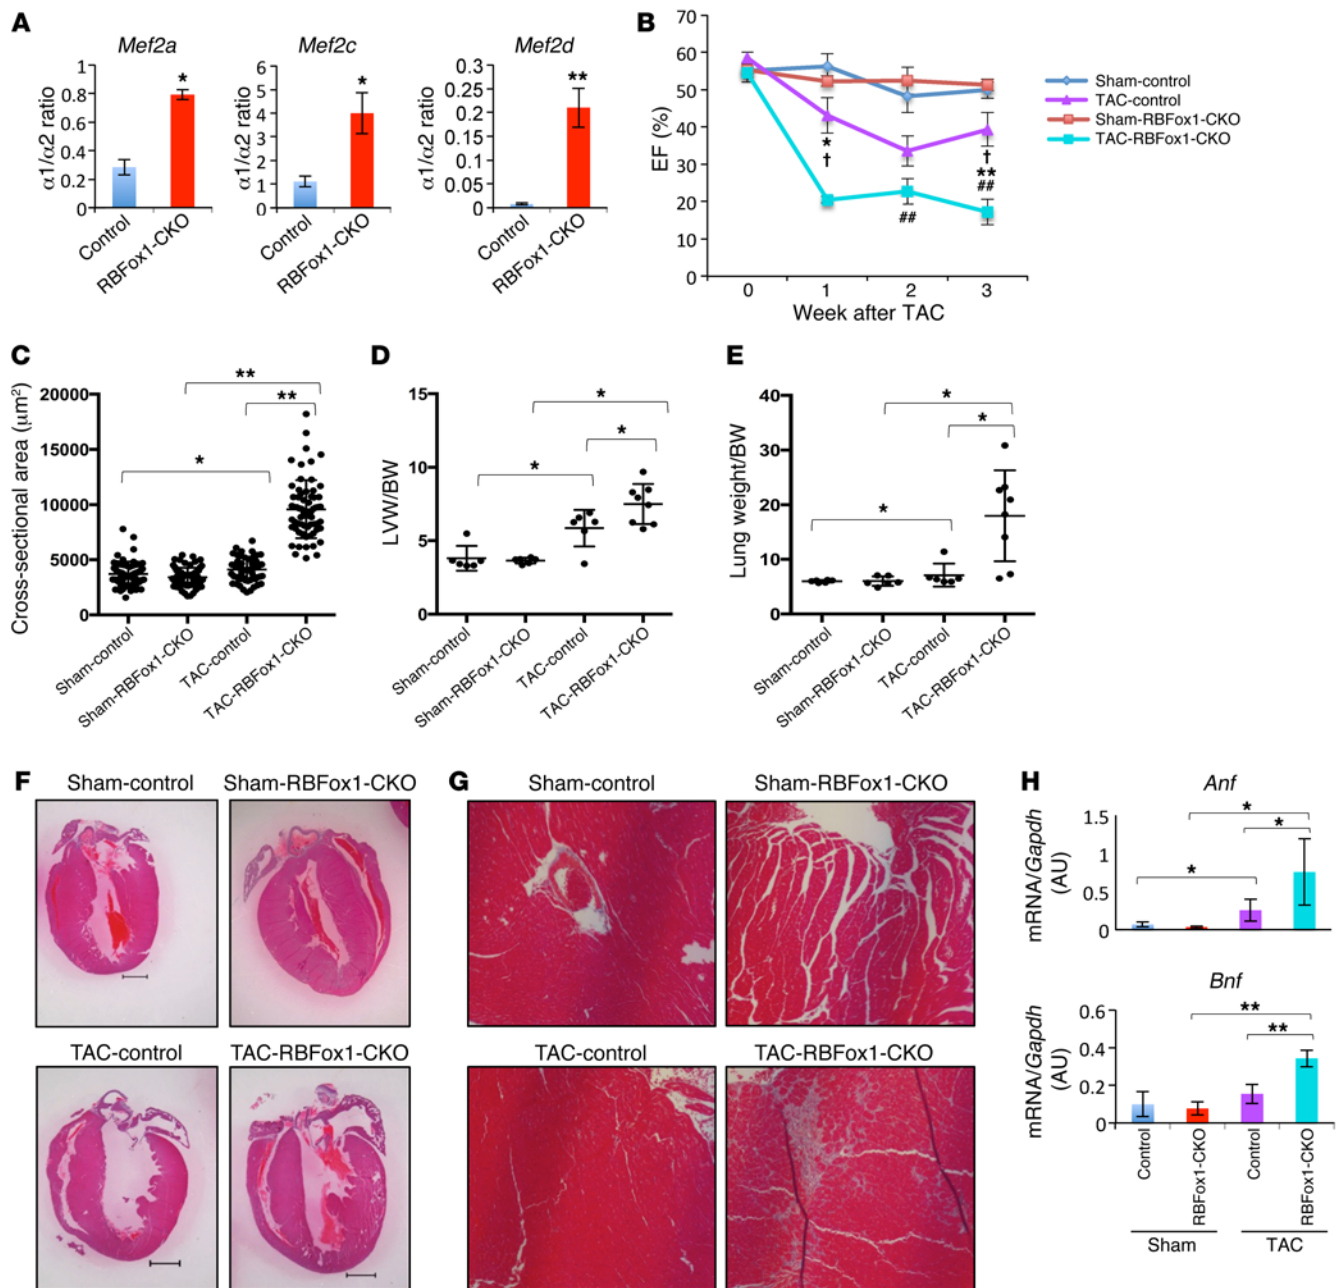 A
Mef2a
α1/α2 ratio
1
0.8
0.6
0.4
0.2
0
*
Control
RBFox1-CKO
Mef2c
α1/α2 ratio
6
5
4
3
2
1
0
*
Control
RBFox1-CKO
Mef2d
α1/α2 ratio
0.3
0.25
0.2
0.15
0.1
0.05
0
**
Control
RBFox1-CKO
B
EF (%)
70
60
50
40
30
20
10
0
*
†
##
†
**
##
0 1 2 3
Week after TAC
Sham-control
TAC-control
Sham-RBFox1-CKO
TAC-RBFox1-CKO
C
Cross-sectional area (μm²)
20000
15000
10000
5000
0
**
**
*
Sham-control
Sham-RBFox1-CKO
TAC-control
TAC-RBFox1-CKO
D
LVW/BW
15
10
5
0
*
*
*
Sham-control
Sham-RBFox1-CKO
TAC-control
TAC-RBFox1-CKO
E
Lung weight/BW
40
30
20
10
0
*
*
*
Sham-control
Sham-RBFox1-CKO
TAC-control
TAC-RBFox1-CKO
F
Sham-control
Sham-RBFox1-CKO
TAC-control
TAC-RBFox1-CKO
G
Sham-control
Sham-RBFox1-CKO
TAC-control
TAC-RBFox1-CKO
H
Anf
mRNA/Gapdh
(AU)
1.5
1
0.5
0
*
*
*
Bnf
mRNA/Gapdh
(AU)
0.6
0.4
0.2
0
**
**
Control
RBFox1-CKO
Control
RBFox1-CKO
Sham
TAC